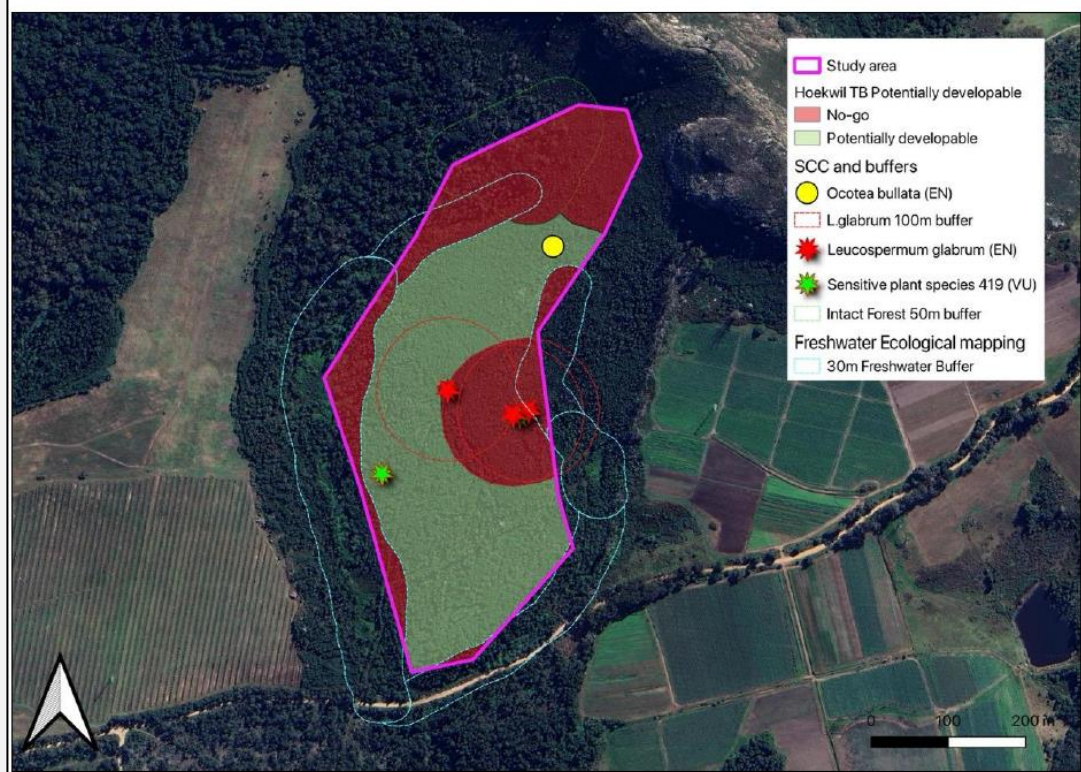 Study area
Hoekwil TB Potentially developable
No-go
Potentially developable
SCC and buffers
Ocotea bullata (EN)
L.glabrum 100m buffer
Leucospermum glabrum (EN)
Sensitive plant species 419 (VU)
Intact Forest 50m buffer
Freshwater Ecological mapping
30m Freshwater Buffer
0 100 200 m